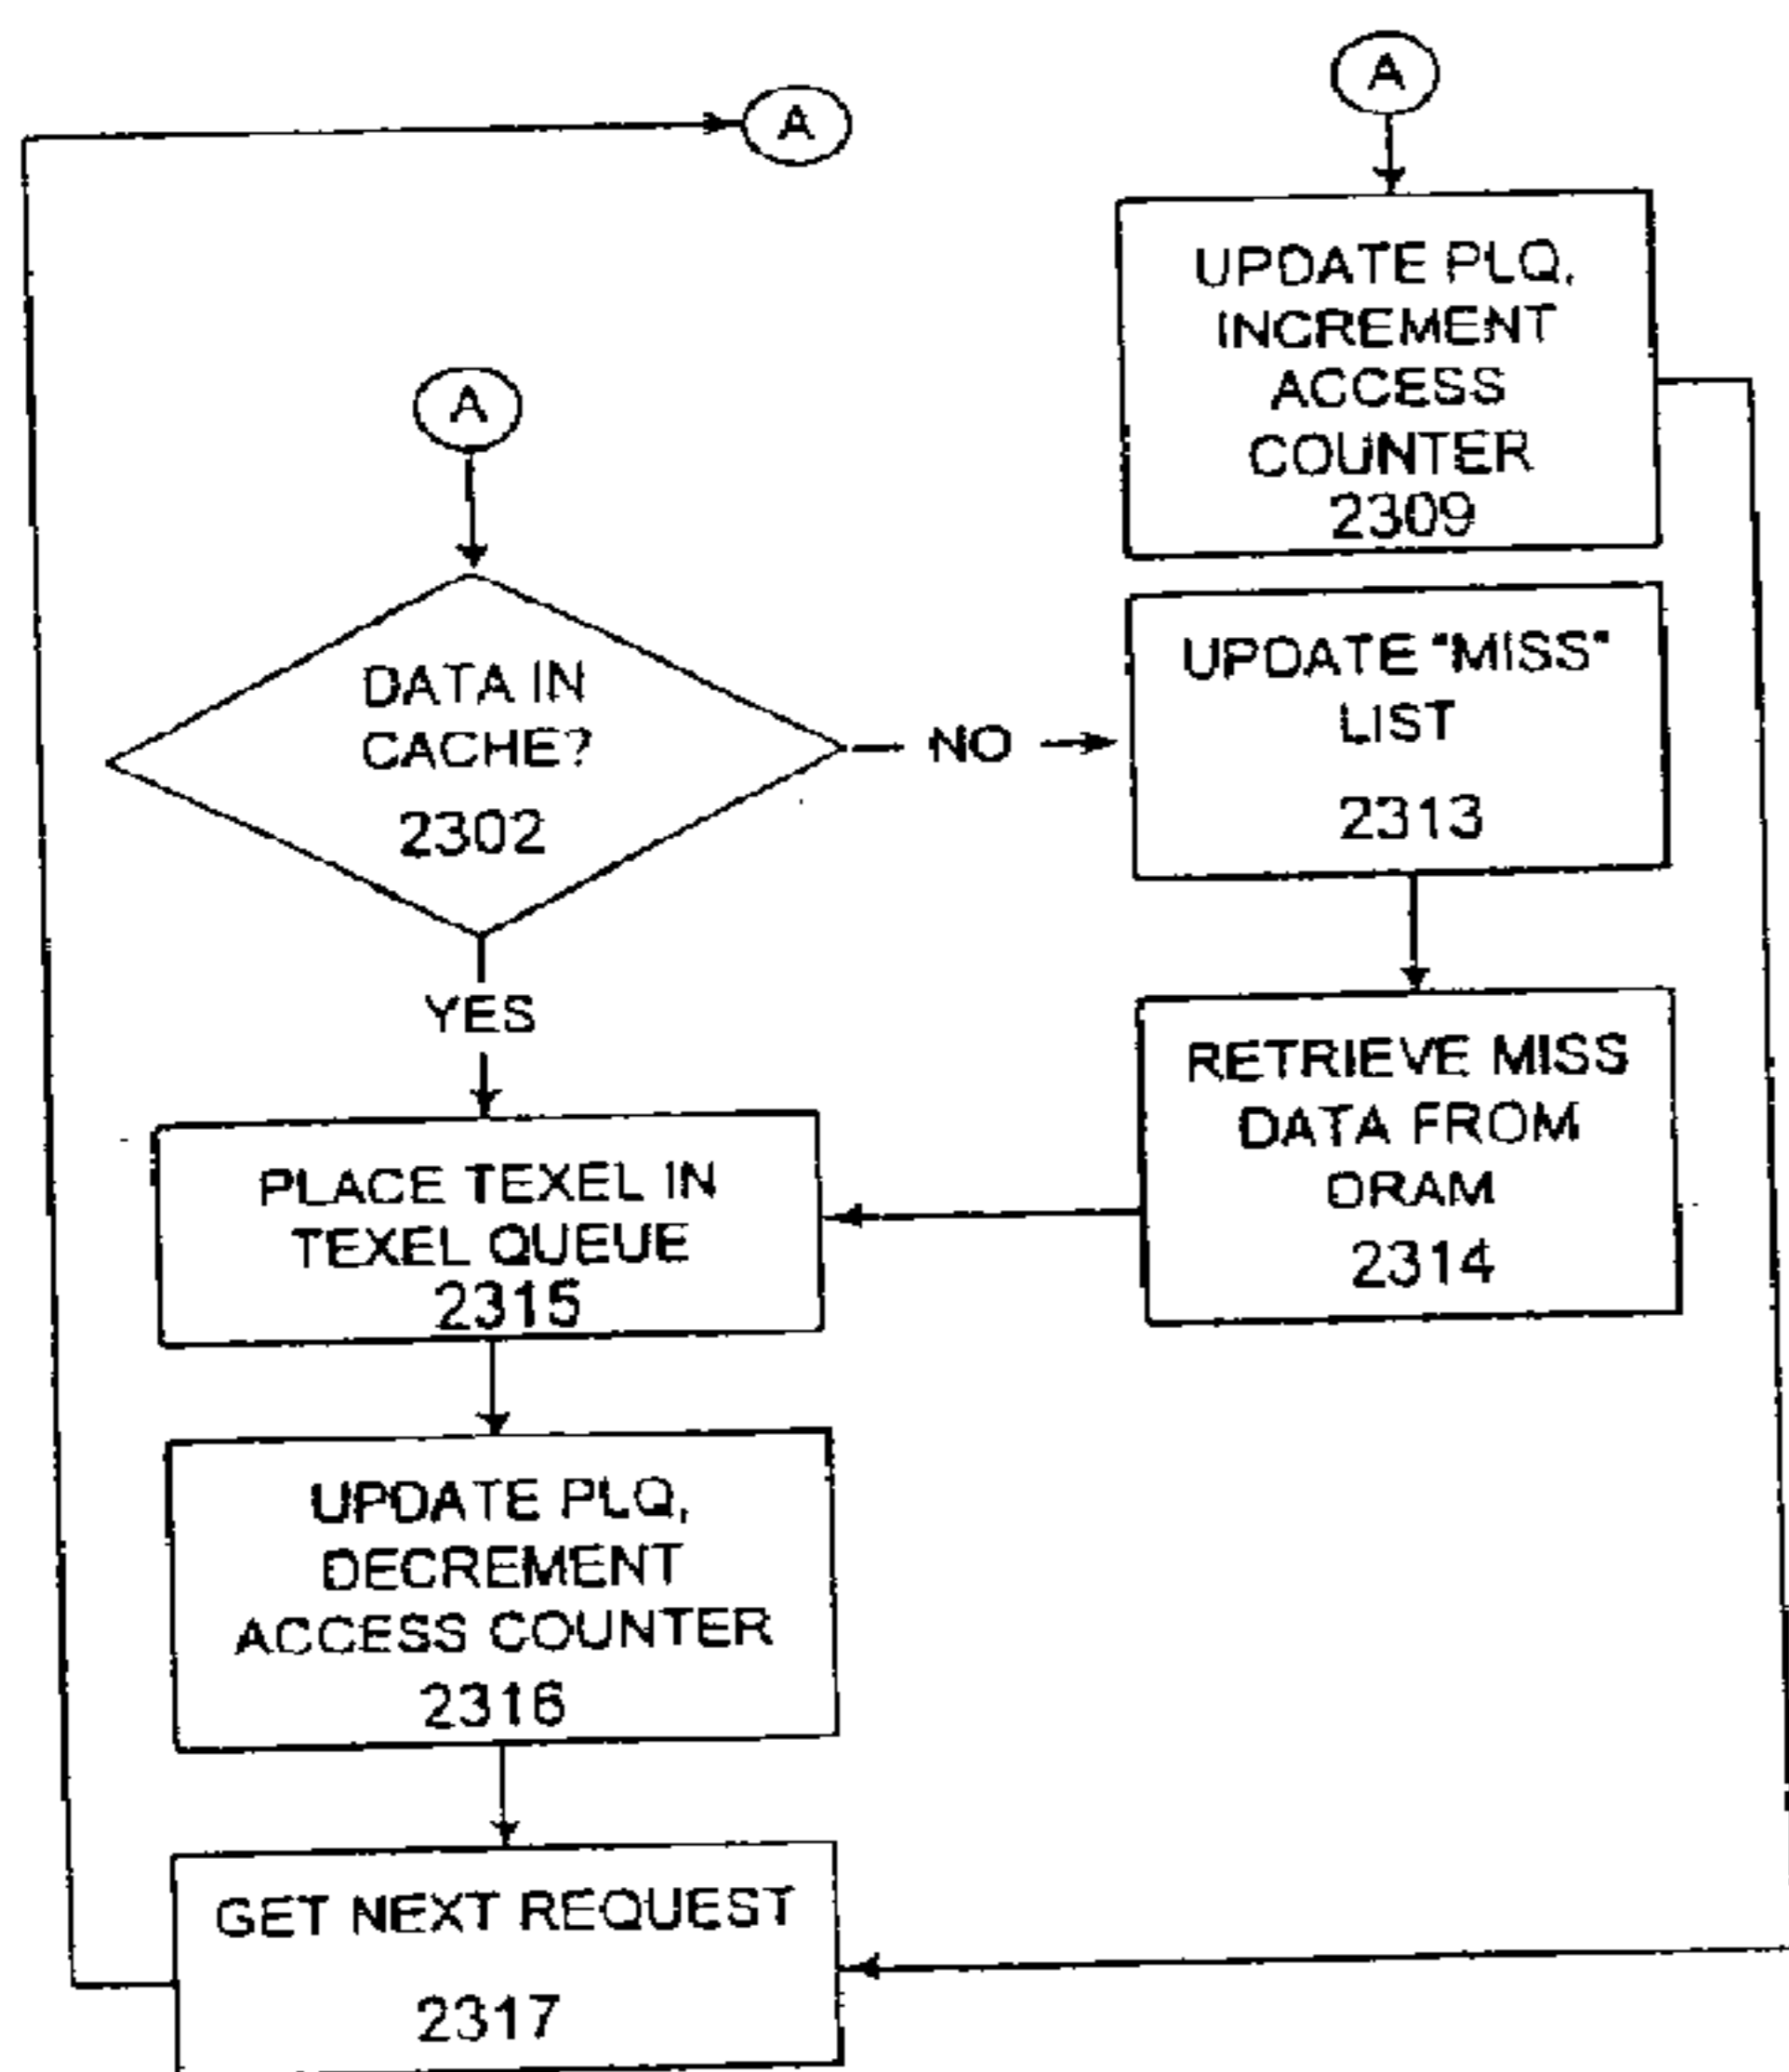 A
A
UPDATE PLQ,
INCREMENT
ACCESS
COUNTER
2309
A
DATA IN
CACHE?
2302
NO
UPDATE "MISS"
LIST
2313
YES
RETRIEVE MISS
DATA FROM
DRAM
2314
PLACE TEXEL IN
TEXEL QUEUE
2315
UPDATE PLQ,
DECREMENT
ACCESS COUNTER
2316
GET NEXT REQUEST
2317